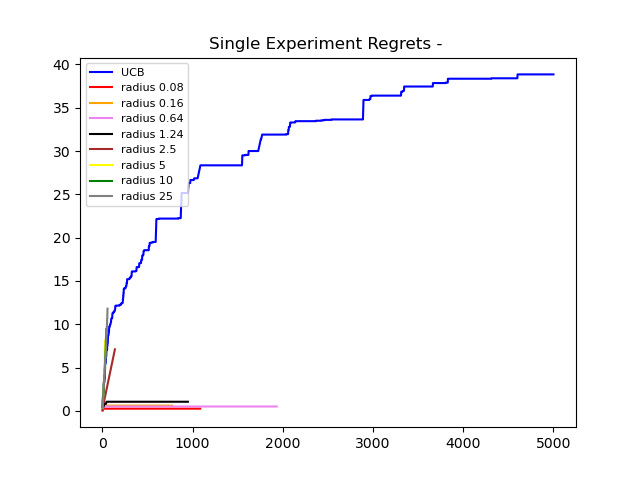 Single Experiment Regrets -
40
35
30
25
20
15
10
5
0
UCB
radius 0.08
radius 0.16
radius 0.64
radius 1.24
radius 2.5
radius 5
radius 10
radius 25
0 1000 2000 3000 4000 5000